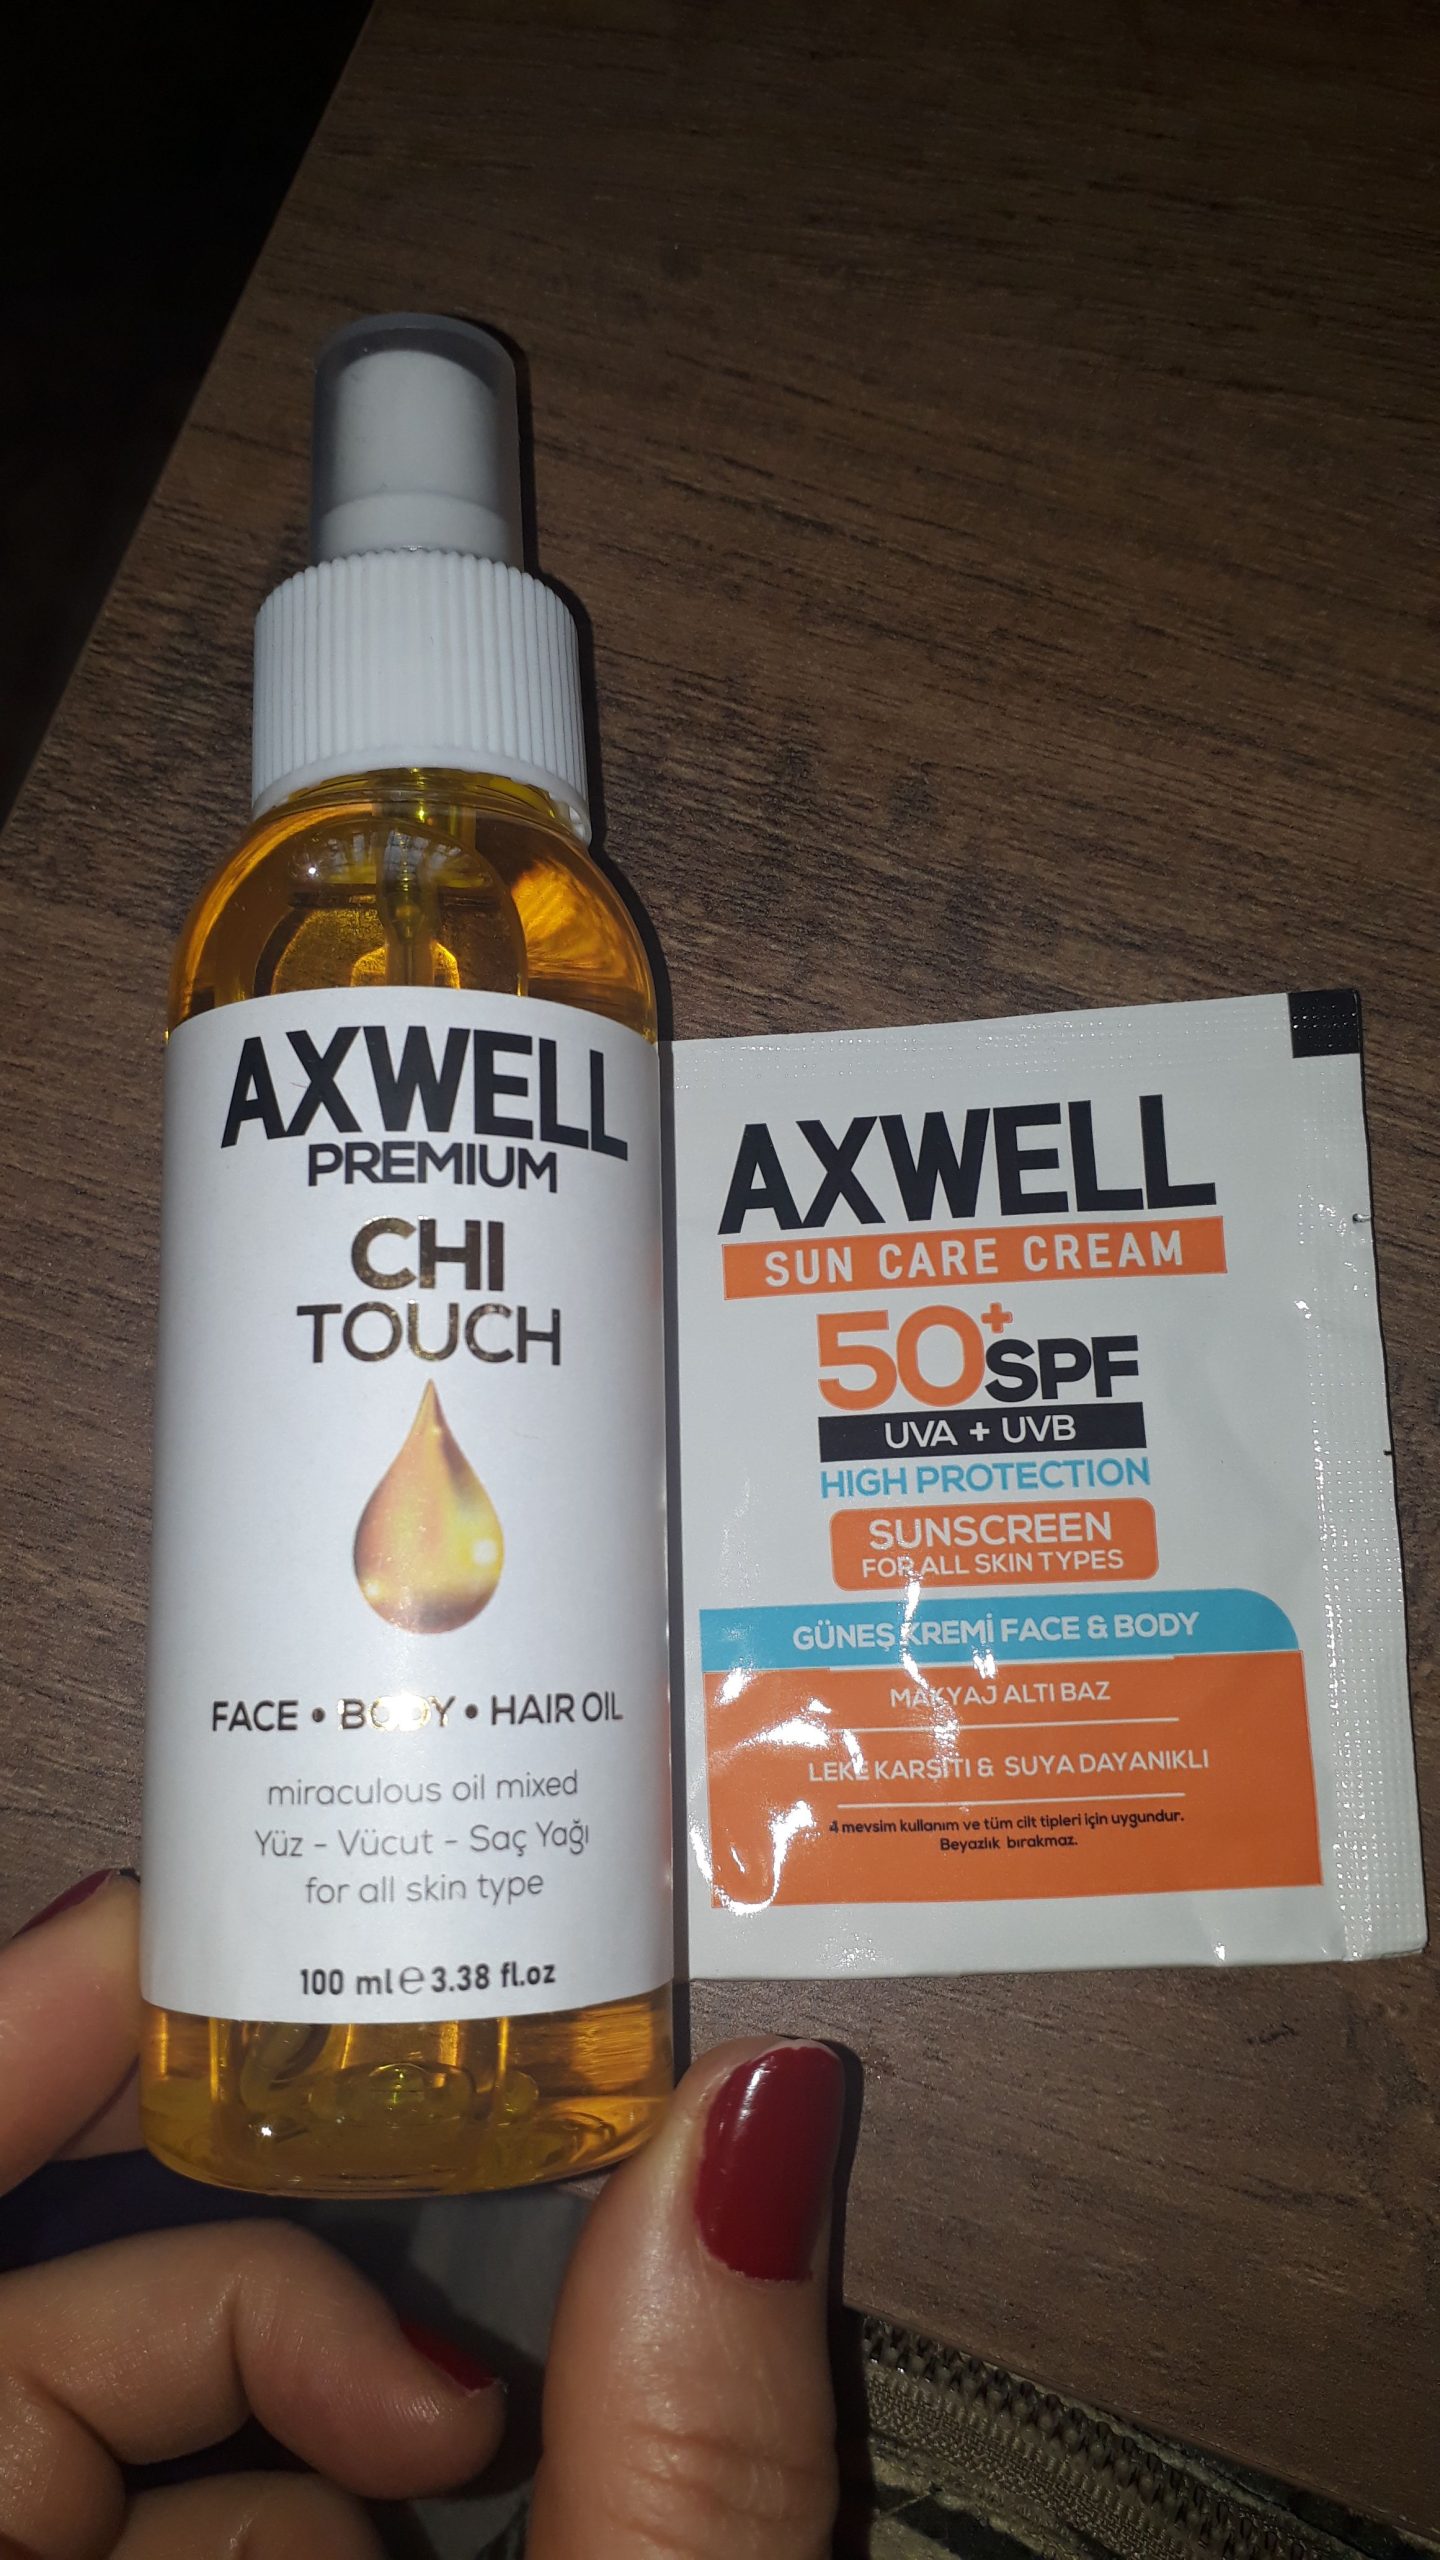 AXWELL
PREMIUM
CHI
TOUCH
FACE • BODY • HAIR OIL
miraculous oil mixed
Yüz - Vücut - Saç Yağı
for all skin type
100 ml e 3.38 fl.oz
AXWELL
SUN CARE CREAM
50+ SPF
UVA + UVB
HIGH PROTECTION
SUNSCREEN
FOR ALL SKIN TYPES
GÜNEŞ KREMİ FACE & BODY
MAKYAJ ALTI BAZ
LEKE KARŞITI & SUYA DAYANIKLI
4 mevsim kullanım ve tüm cilt tipleri için uygundur.
Beyazlık bırakmaz.